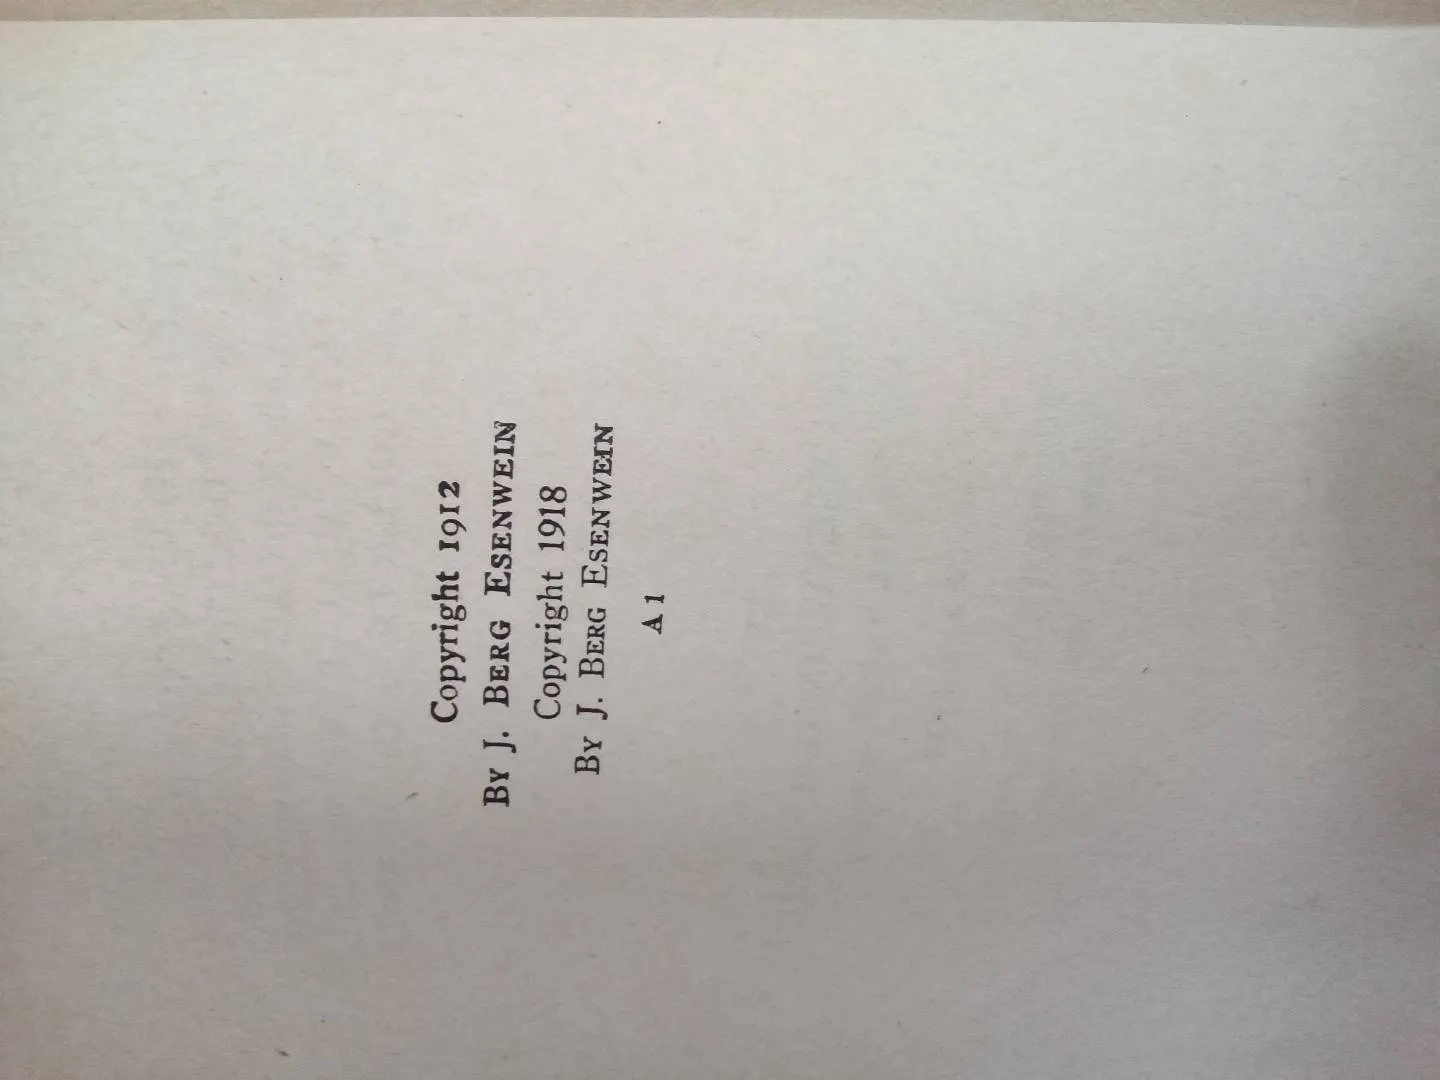 Copyright 1912
By J. Berg Esenwein
Copyright 1918
By J. Berg Esenwein
A 1